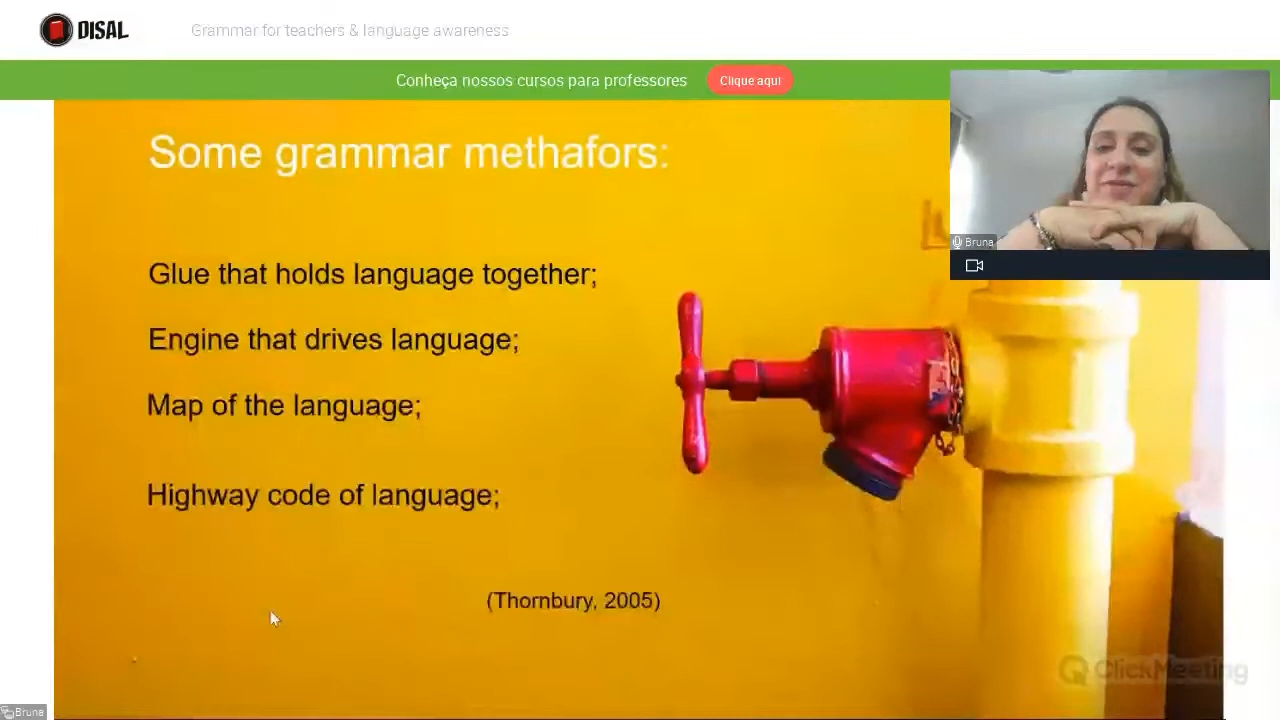 DISAL
Grammar for teachers & language awareness
Conheça nossos cursos para professores
Clique aqui
Some grammar methafors:
Bruna
Glue that holds language together;
Engine that drives language;
Map of the language;
Highway code of language;
(Thornbury, 2005)
ClickMeeting
Bruna